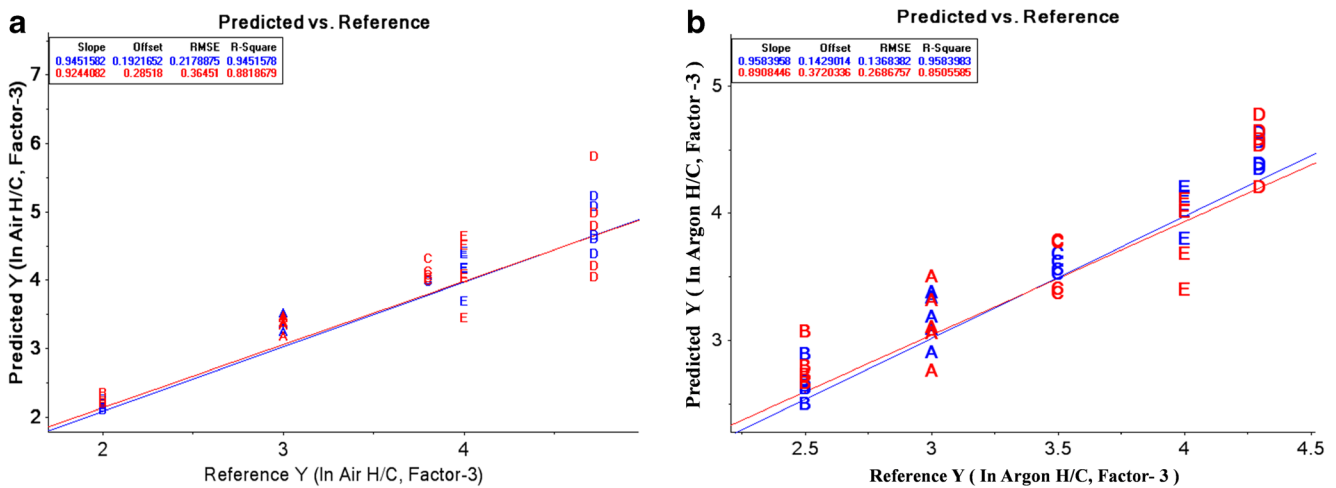 a
Predicted vs. Reference
Slope Offset RMSE R-Square
0.9451582 0.1921652 0.2178875 0.9451578
0.9244082 0.28518 0.36451 0.8818679
Predicted Y (In Air H/C, Factor-3)
7
6
5
4
3
2
2 3 4
Reference Y (In Air H/C, Factor-3)
b
Predicted vs. Reference
Slope Offset RMSE R-Square
0.9583958 0.1429014 0.1368382 0.9583983
0.8908446 0.3720336 0.2686757 0.8505585
Predicted Y ( In Argon H/C, Factor -3)
5
4
3
2.5 3 3.5 4 4.5
Reference Y ( In Argon H/C, Factor- 3 )